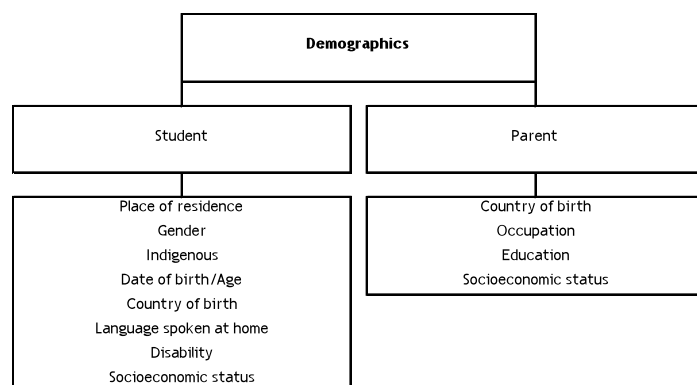 Demographics
Student
Parent
Place of residence
Gender
Indigenous
Date of birth/Age
Country of birth
Language spoken at home
Disability
Socioeconomic status
Country of birth
Occupation
Education
Socioeconomic status